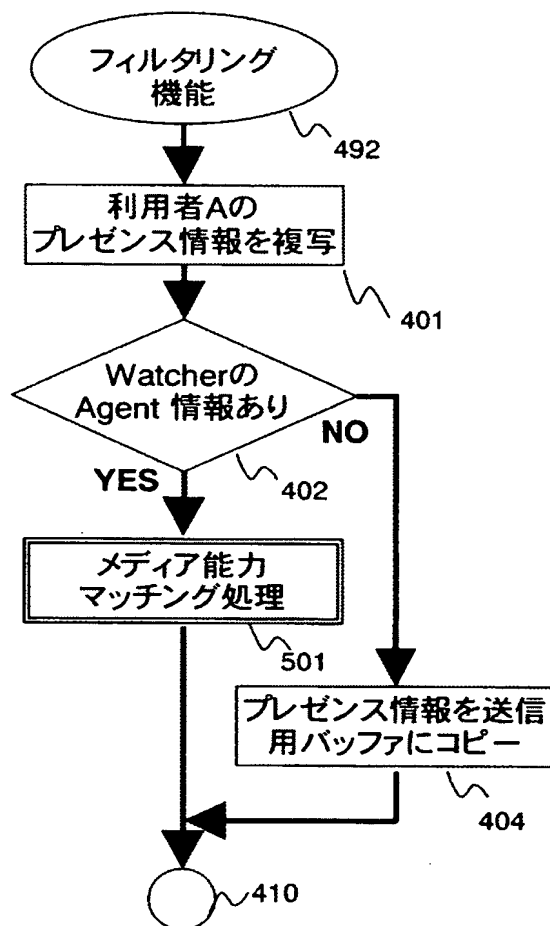 フィルタリング
機能
492
利用者Aの
プレゼンス情報を複写
401
Watcherの
Agent 情報あり
NO
YES
402
メディア能力
マッチング処理
501
プレゼンス情報を送信
用バッファにコピー
404
410